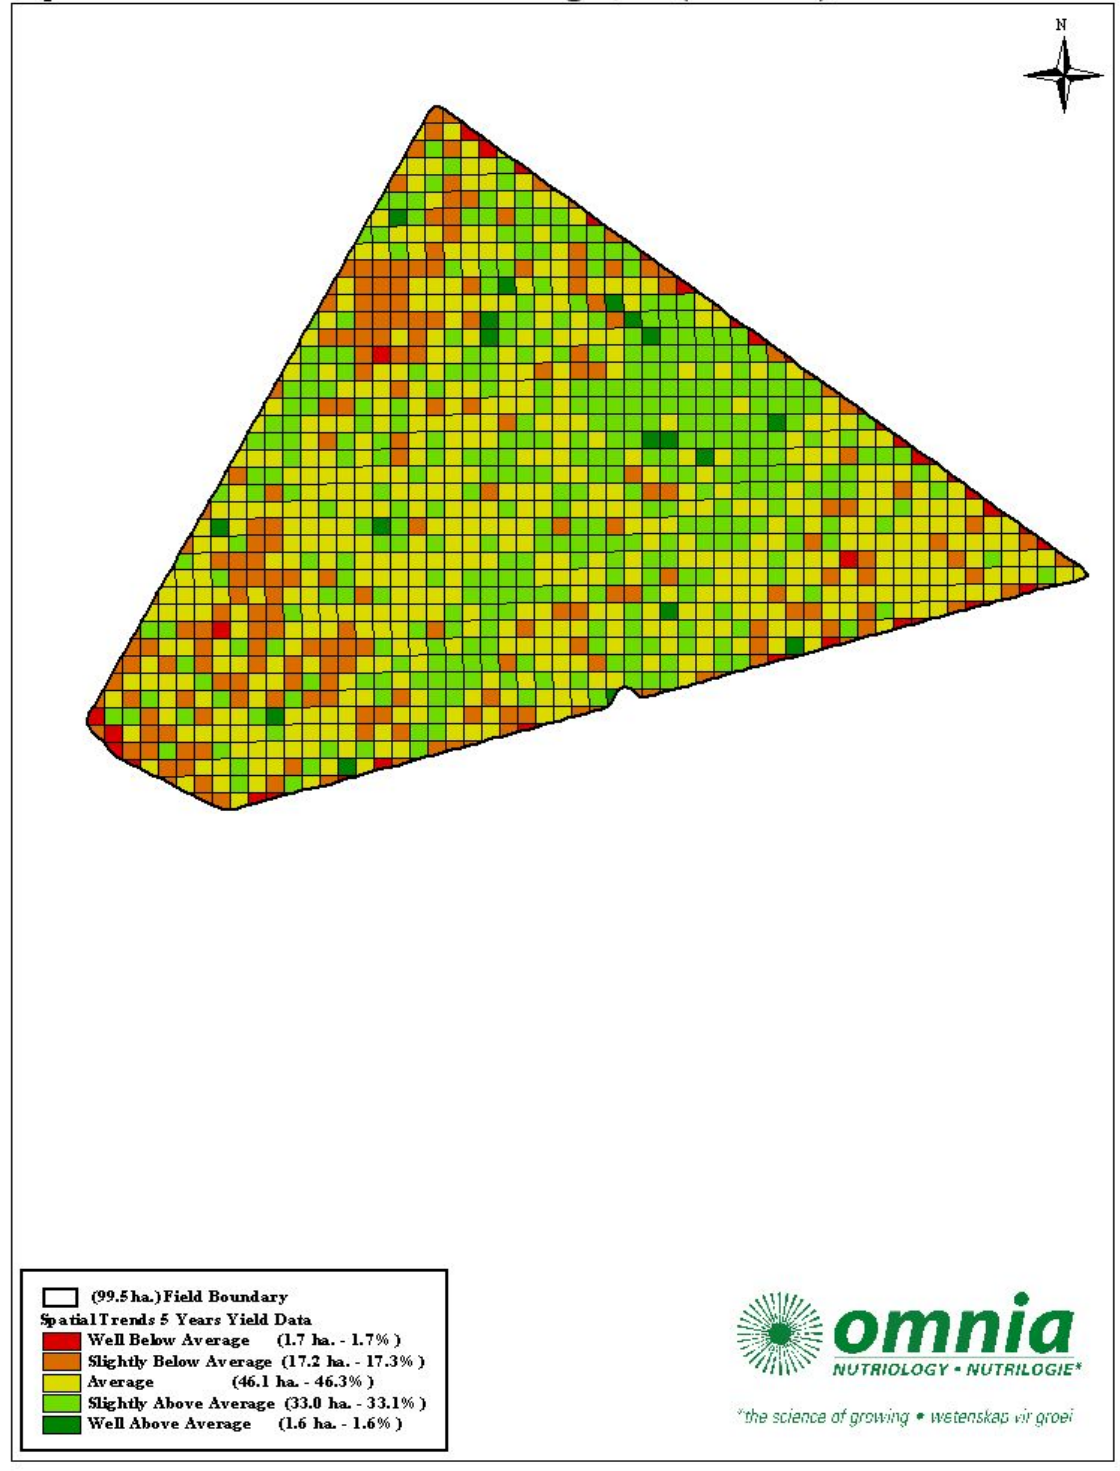 N
(99.5 ha.) Field Boundary
Spatial Trends 5 Years Yield Data
Well Below Average (1.7 ha. - 1.7% )
Slightly Below Average (17.2 ha. - 17.3% )
Average (46.1 ha. - 46.3% )
Slightly Above Average (33.0 ha. - 33.1% )
Well Above Average (1.6 ha. - 1.6% )
omnia
NUTRIOLOGY • NUTRILOGIE*
*the science of growing • wetenskap vir groei